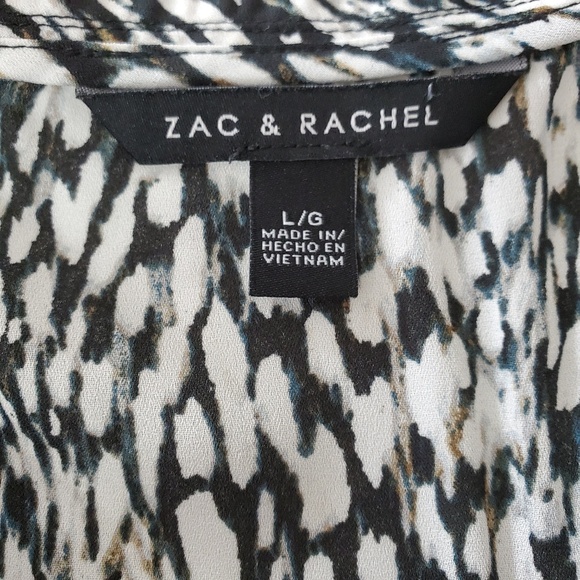 ZAC & RACHEL
L/G
MADE IN/
HECHO EN
VIETNAM